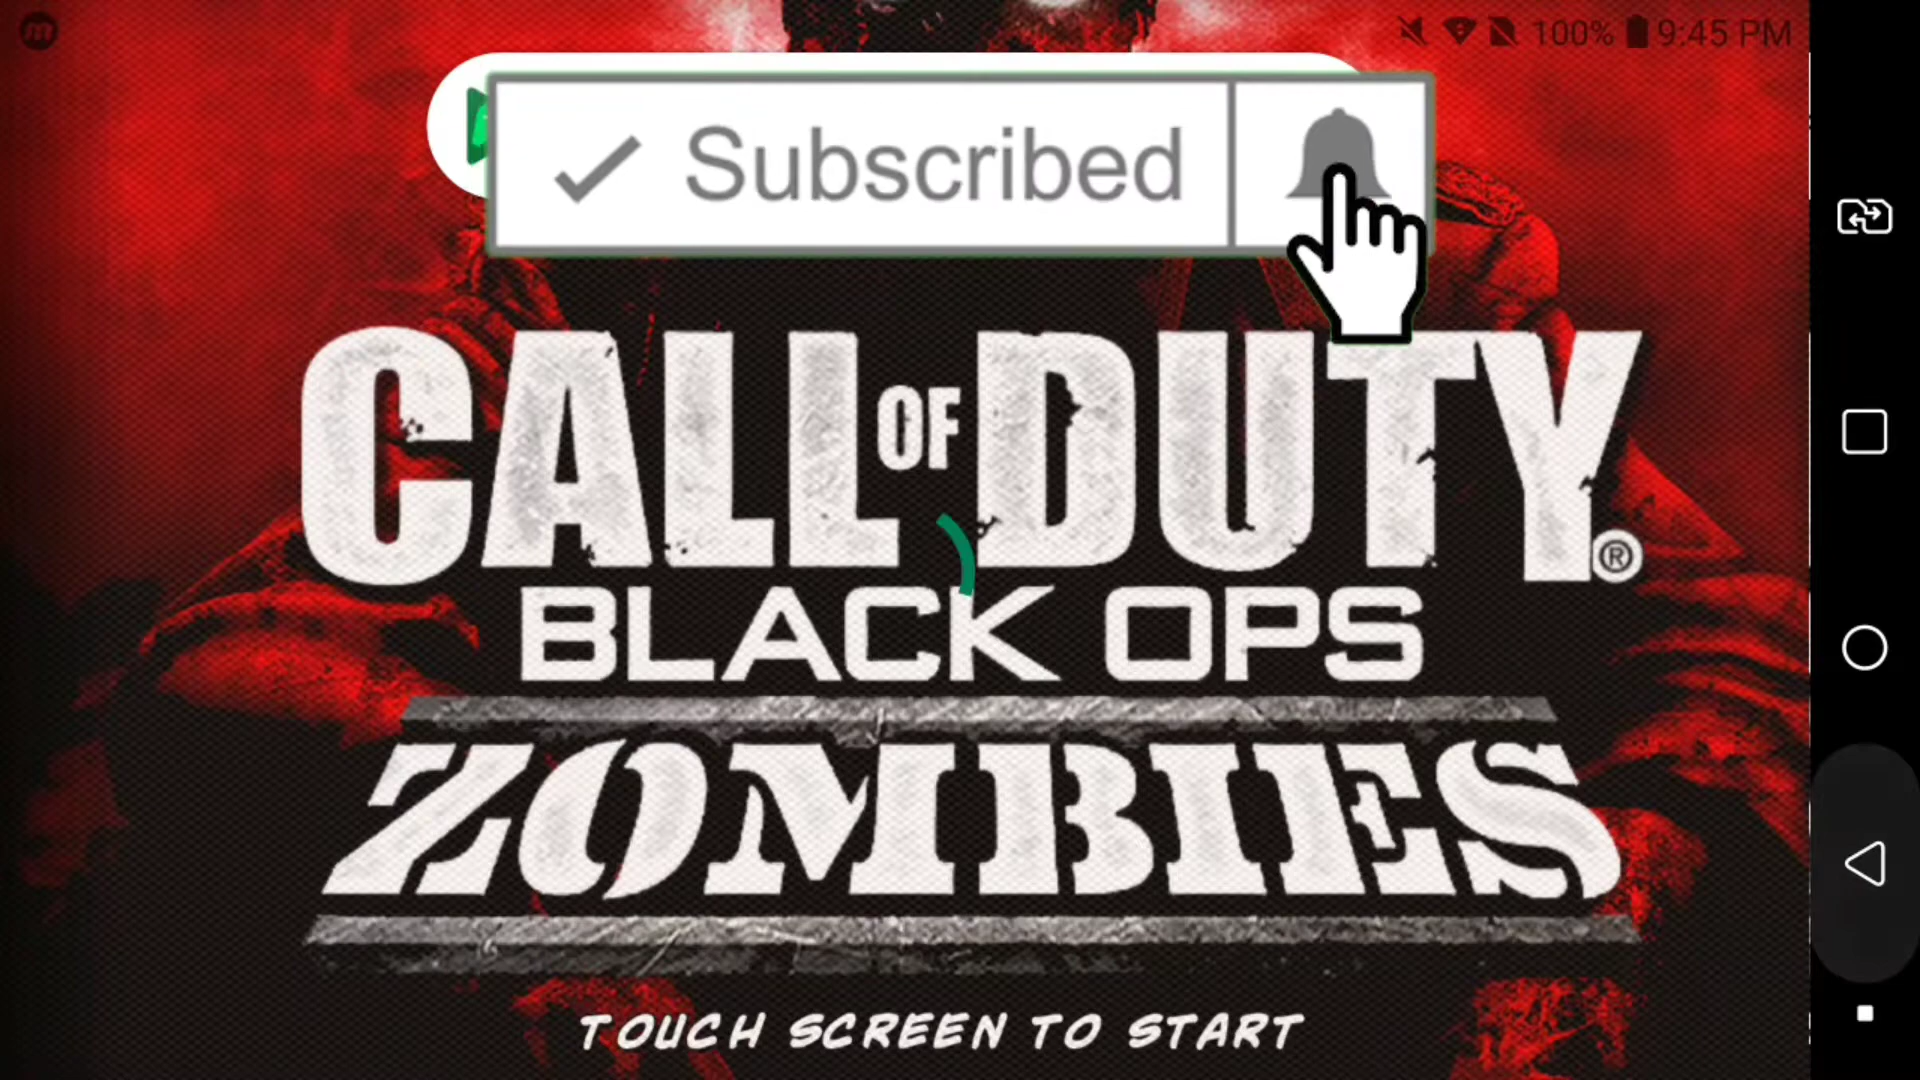 m
100% 9:45 PM
Subscribed
CALL OF DUTY®
BLACK OPS
ZOMBIES
TOUCH SCREEN TO START